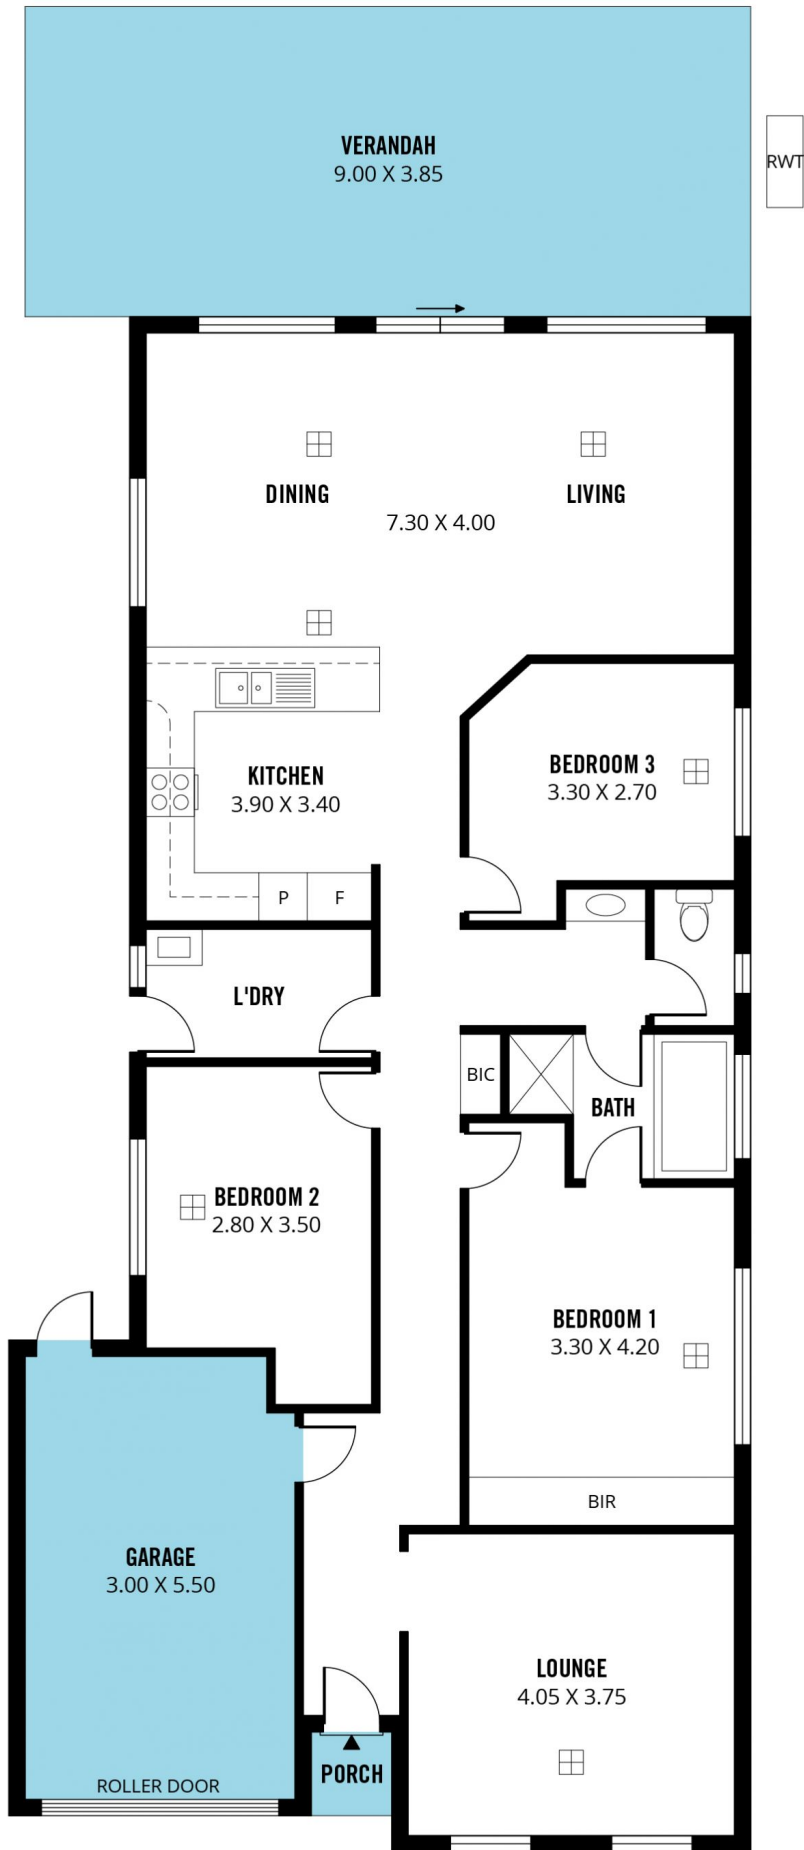 VERANDAH
9.00 X 3.85
RWT
DINING
LIVING
7.30 X 4.00
KITCHEN
3.90 X 3.40
BEDROOM 3
3.30 X 2.70
P
F
L'DRY
BIC
BATH
BEDROOM 2
2.80 X 3.50
BEDROOM 1
3.30 X 4.20
BIR
GARAGE
3.00 X 5.50
LOUNGE
4.05 X 3.75
PORCH
ROLLER DOOR